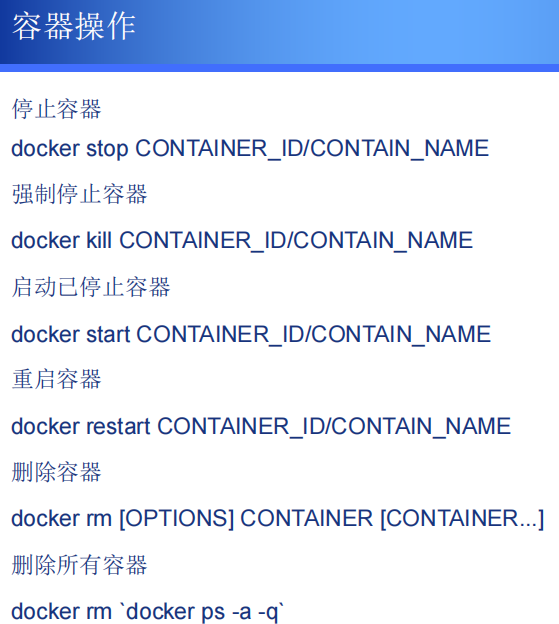 容器操作
停止容器
docker stop CONTAINER_ID/CONTAIN_NAME
强制停止容器
docker kill CONTAINER_ID/CONTAIN_NAME
启动已停止容器
docker start CONTAINER_ID/CONTAIN_NAME
重启容器
docker restart CONTAINER_ID/CONTAIN_NAME
删除容器
docker rm [OPTIONS] CONTAINER [CONTAINER...]
删除所有容器
docker rm `docker ps -a -q`